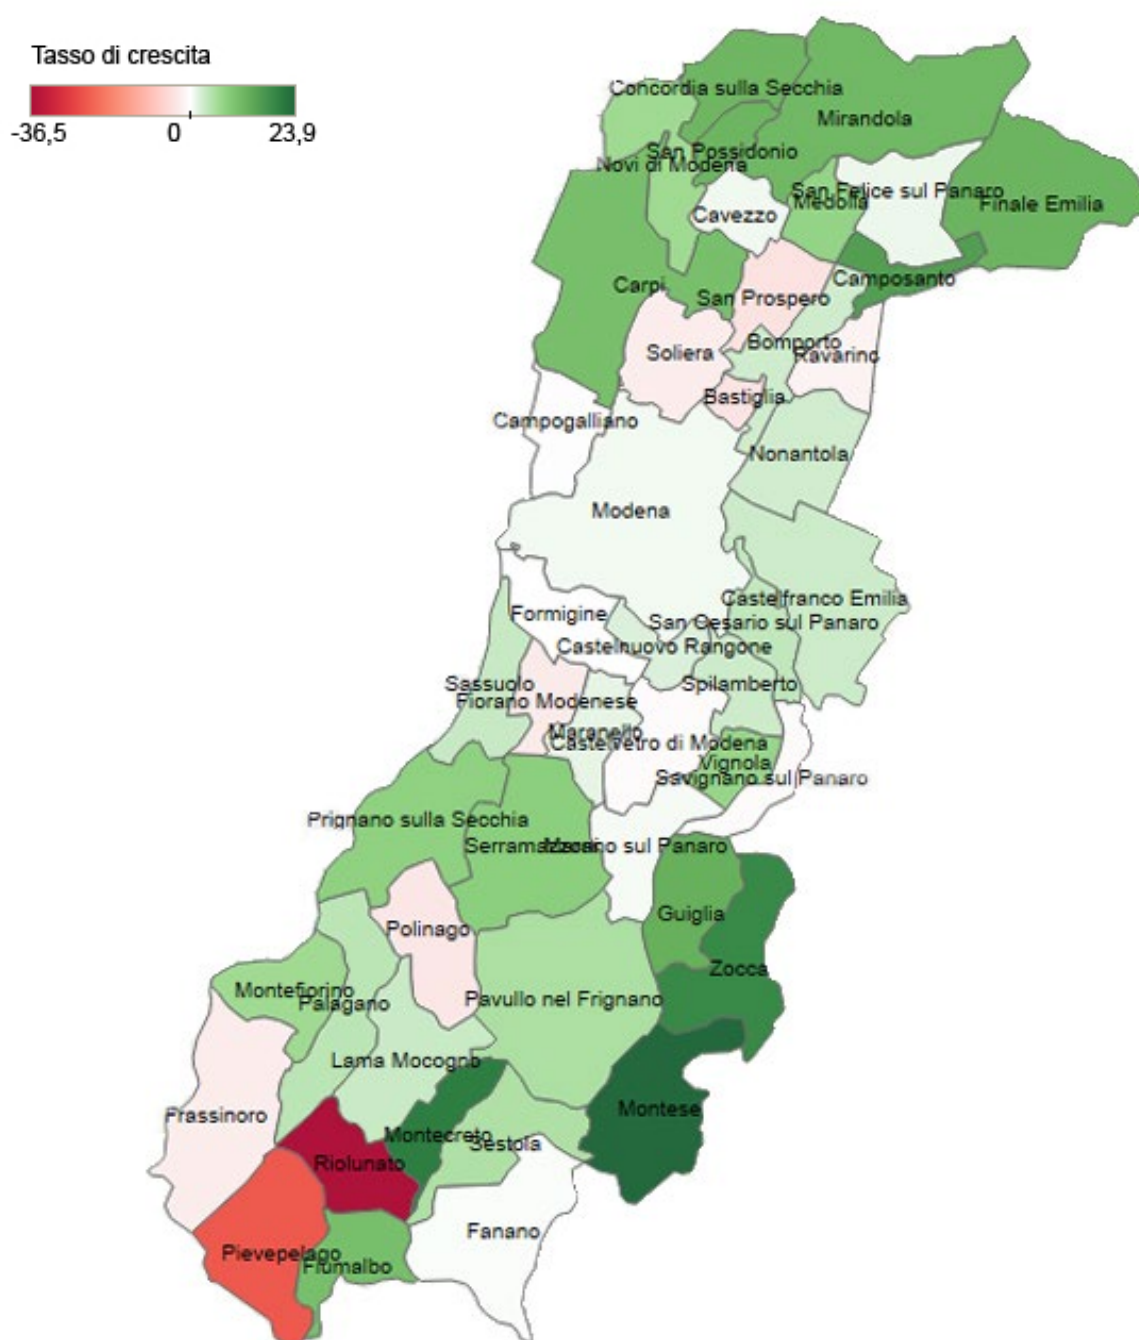 Tasso di crescita
-36,5 0 23,9
Concordia sulla Secchia
Mirandola
San Possidonio
Novi di Modena
San Felice sul Panaro
Medolla
Finale Emilia
Cavezzo
Camposanto
Carpi
San Prospero
Bomporto
Soliera
Ravarino
Bastiglia
Campogalliano
Nonantola
Modena
Castelfranco Emilia
Formigine
San Cesario sul Panaro
Castelnuovo Rangone
Sassuolo
Spilamberto
Fiorano Modenese
Maranello
Castelvetro di Modena
Vignola
Savignano sul Panaro
Prignano sulla Secchia
Serramazzoni
Marano sul Panaro
Guiglia
Polinago
Zocca
Montefiorino
Pavullo nel Frignano
Palagano
Lama Mocogno
Montese
Frassinoro
Montecreto
Sestola
Riolunato
Fanano
Pievepelago
Fiumalbo